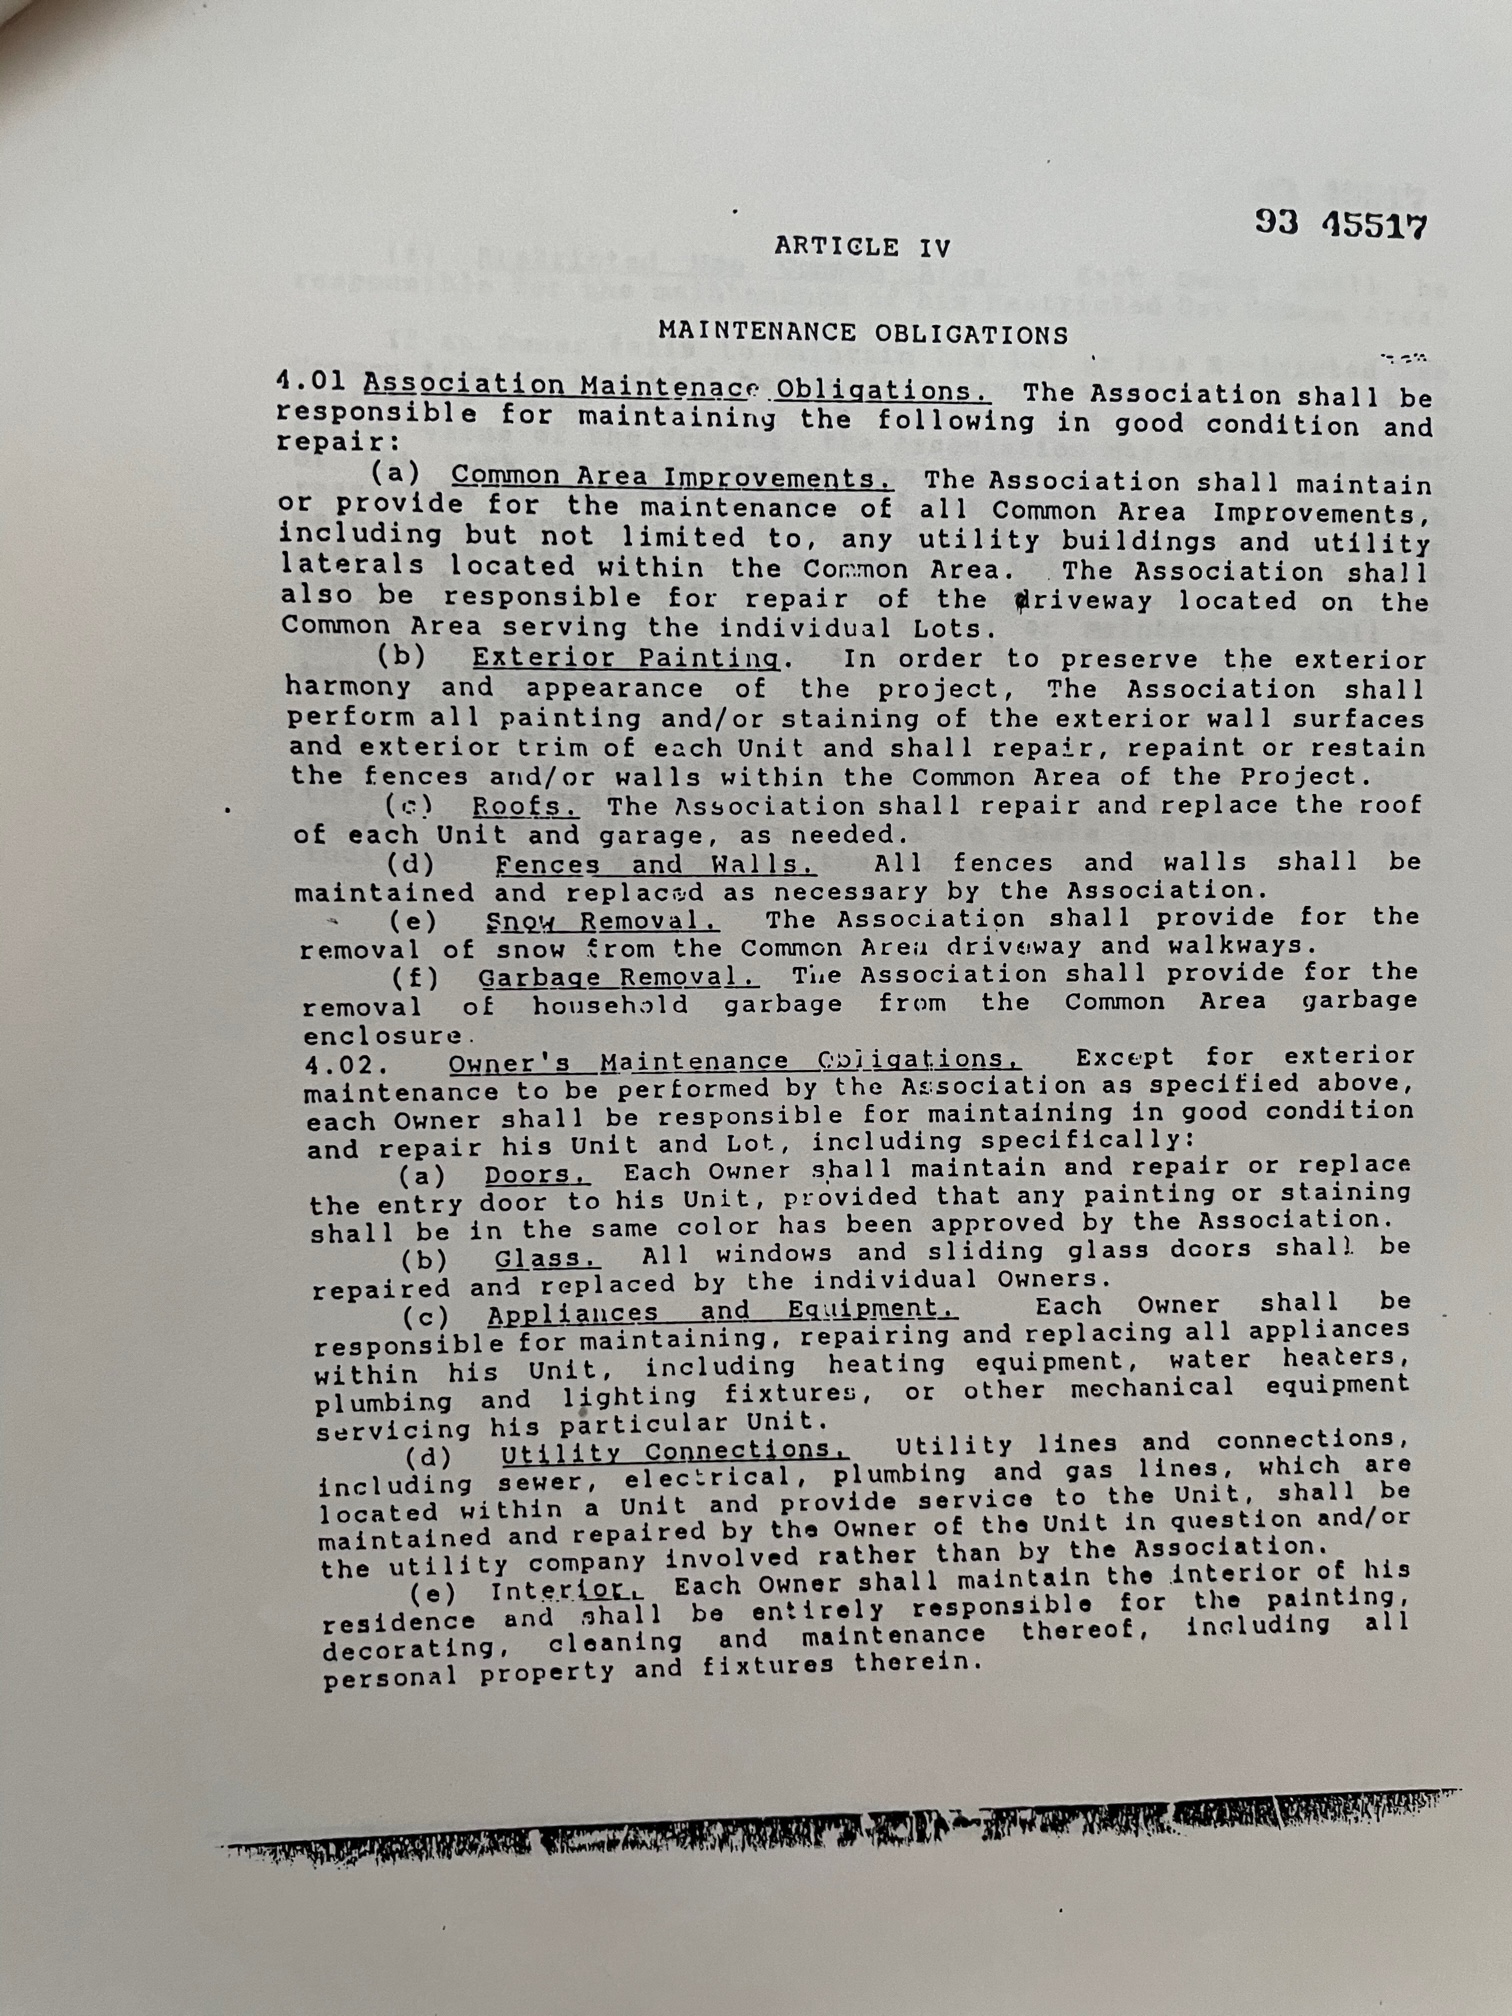 93 45517
ARTICLE IV
MAINTENANCE OBLIGATIONS
4.01 Association Maintenace Obligations. The Association shall be
responsible for maintaining the following in good condition and
repair:
(a) Common Area Improvements. The Association shall maintain
or provide for the maintenance of all Common Area Improvements,
including but not limited to, any utility buildings and utility
laterals located within the Common Area. The Association shall
also be responsible for repair of the driveway located on the
Common Area serving the individual Lots.
(b) Exterior Painting. In order to preserve the exterior
harmony and appearance of the project, The Association shall
perform all painting and/or staining of the exterior wall surfaces
and exterior trim of each Unit and shall repair, repaint or restain
the fences and/or walls within the Common Area of the Project.
(c) Roofs. The Association shall repair and replace the roof
of each Unit and garage, as needed.
(d) Fences and Walls. All fences and walls shall be
maintained and replaced as necessary by the Association.
(e) Snow Removal. The Association shall provide for the
removal of snow from the Common Area driveway and walkways.
(f) Garbage Removal. The Association shall provide for the
removal of household garbage from the Common Area garbage
enclosure.
4.02. Owner's Maintenance Obligations. Except for exterior
maintenance to be performed by the Association as specified above,
each Owner shall be responsible for maintaining in good condition
and repair his Unit and Lot, including specifically:
(a) Doors. Each Owner shall maintain and repair or replace
the entry door to his Unit, provided that any painting or staining
shall be in the same color has been approved by the Association.
(b) Glass. All windows and sliding glass doors shall be
repaired and replaced by the individual Owners.
(c) Appliances and Equipment. Each Owner shall be
responsible for maintaining, repairing and replacing all appliances
within his Unit, including heating equipment, water heaters,
plumbing and lighting fixtures, or other mechanical equipment
servicing his particular Unit.
(d) Utility Connections. Utility lines and connections,
including sewer, electrical, plumbing and gas lines, which are
located within a Unit and provide service to the Unit, shall be
maintained and repaired by the Owner of the Unit in question and/or
the utility company involved rather than by the Association.
(e) Interior. Each Owner shall maintain the interior of his
residence and shall be entirely responsible for the painting,
decorating, cleaning and maintenance thereof, including all
personal property and fixtures therein.